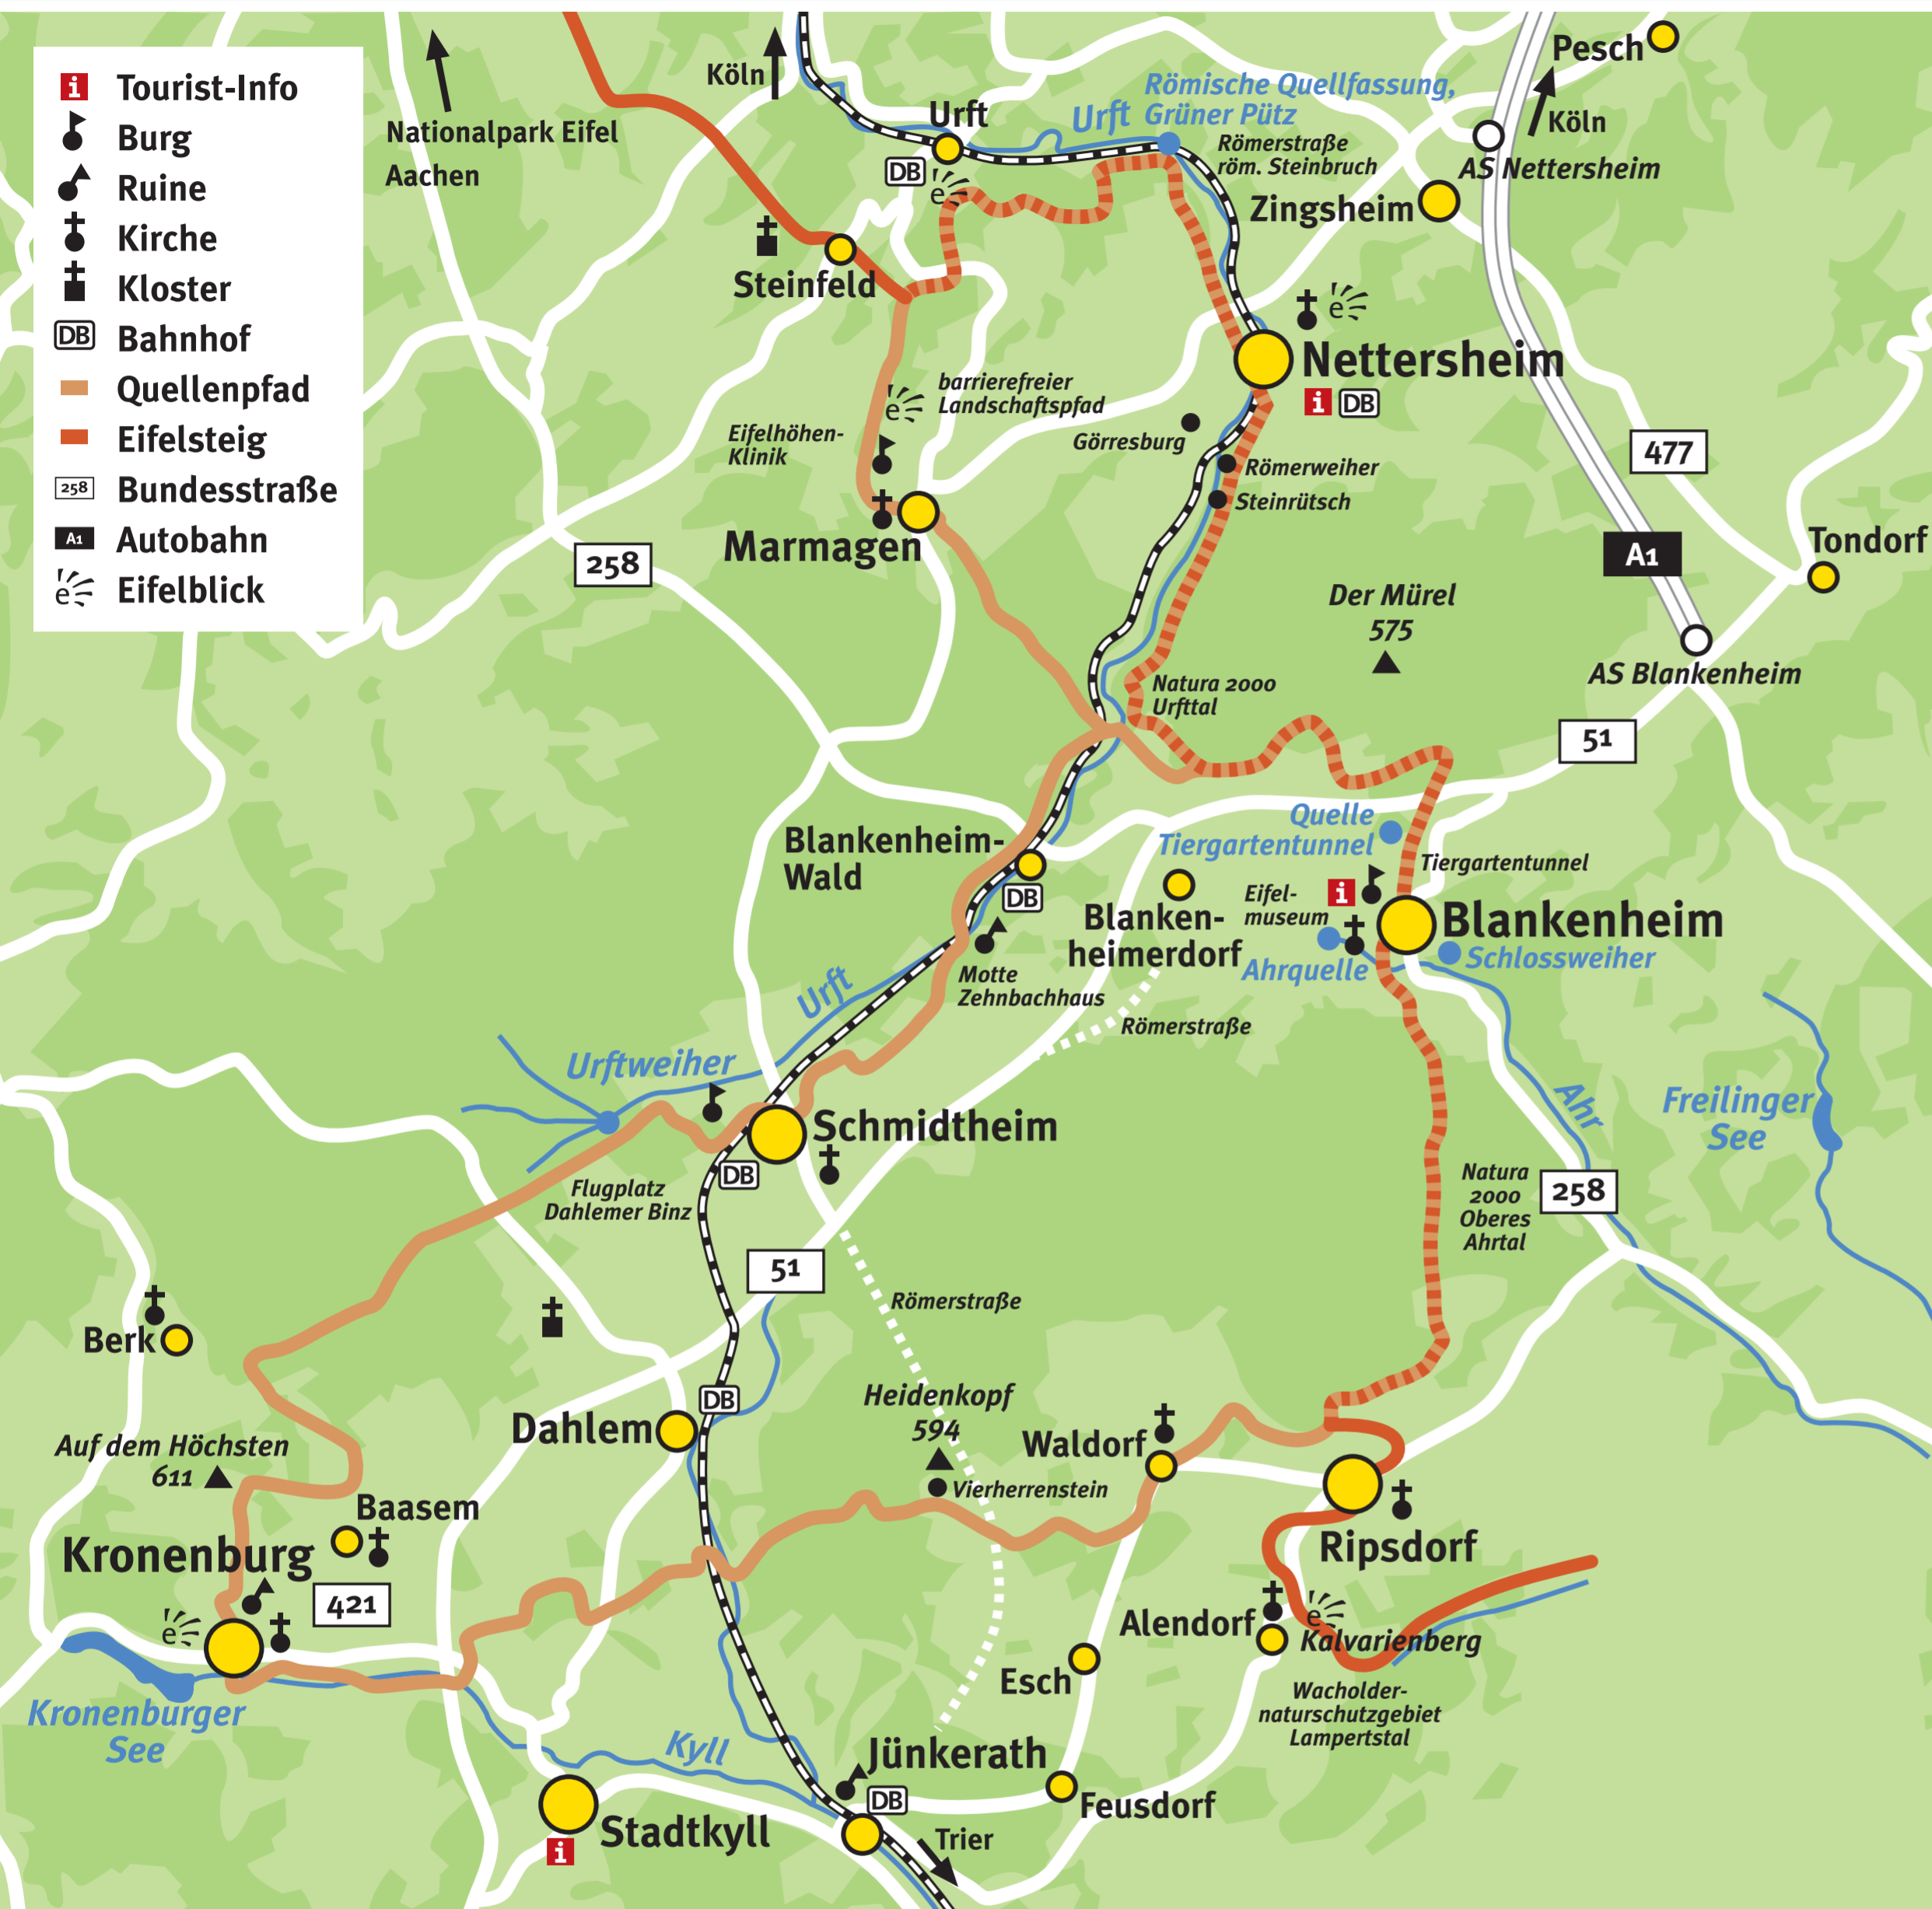 Tourist-Info
Burg
Ruine
Kirche
Kloster
DB
Bahnhof
Quellenpfad
Eifelsteig
258
Bundesstraße
A1
Autobahn
e
Eifelblick
Nationalpark Eifel
Aachen
Köln
Urft
DB
e
Urft
Römische Quellfassung,
Grüner Pütz
Römerstraße
röm. Steinbruch
Pesch
Köln
AS Nettersheim
Zingsheim
Steinfeld
e
Nettersheim
i
DB
barrierefreier
Landschaftspfad
e
Eifelhöhen-
Klinik
Görresburg
Römerweiher
Steinrütsch
477
Marmagen
258
A1
Tondorf
Der Mürel
575
AS Blankenheim
Natura 2000
Urfttal
51
Quelle
Tiergartentunnel
Tiergartentunnel
Blankenheim-
Wald
DB
Blanken-
heimerdorf
Eifel-
museum
i
Blankenheim
Ahrquelle
Schlossweiher
Motte
Zehnbachhaus
Urft
Römerstraße
Urftweiher
Schmidtheim
DB
Ahr
Freilinger
See
Flugplatz
Dahlemer Binz
Natura
2000
Oberes
Ahrtal
258
51
Römerstraße
Berk
DB
Dahlem
Heidenkopf
594
Vierherrenstein
Waldorf
Auf dem Höchsten
611
Baasem
Kronenburg
421
e
Ripsdorf
Alendorf
e
Kalvarienberg
Esch
Wacholder-
naturschutzgebiet
Lampertstal
Kronenburger
See
Kyll
Jünkerath
DB
Feusdorf
Stadtkyll
i
Trier